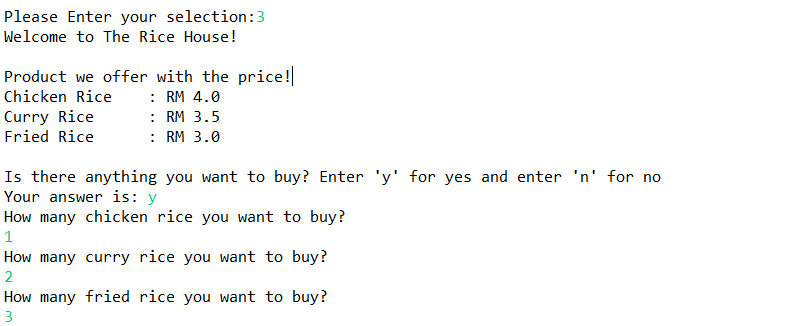 Please Enter your selection:3
Welcome to The Rice House!
Product we offer with the price!
Chicken Rice    : RM 4.0
Curry Rice      : RM 3.5
Fried Rice      : RM 3.0
Is there anything you want to buy? Enter 'y' for yes and enter 'n' for no
Your answer is: y
How many chicken rice you want to buy?
1
How many curry rice you want to buy?
2
How many fried rice you want to buy?
3